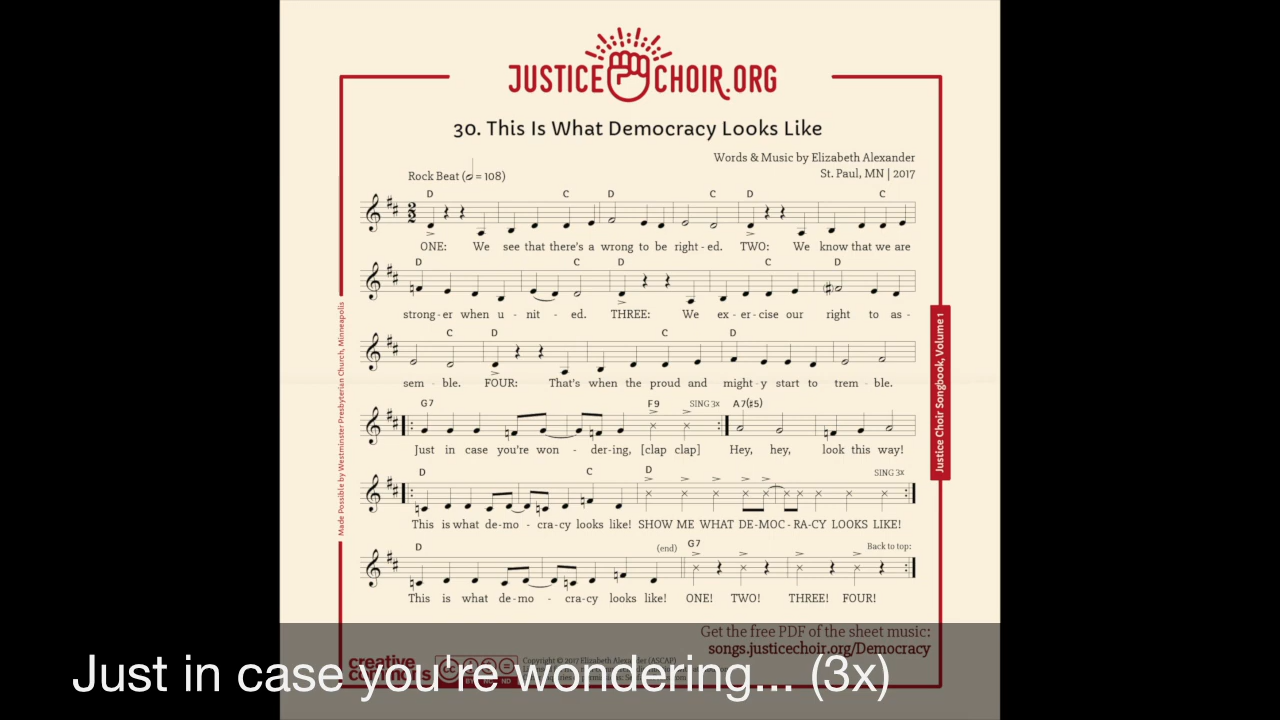 JUSTICE CHOIR.ORG
30. This Is What Democracy Looks Like
Words & Music by Elizabeth Alexander
St. Paul, MN | 2017
Rock Beat (𝅗𝅥 = 108)
D C D C D C
ONE: We see that there's a wrong to be right - ed. TWO: We know that we are
D C D C D
strong - er when u - nit - ed. THREE: We ex - er - cise our right to as -
C D C D
sem - ble. FOUR: That's when the proud and might - y start to trem - ble.
G7 F9 SING 3x A7(♯5)
Just in case you're won - der-ing, [clap clap] Hey, hey, look this way!
D C D SING 3x
This is what de-mo - cra-cy looks like! SHOW ME WHAT DE-MOC - RA-CY LOOKS LIKE!
D (end) G7 Back to top:
This is what de-mo - cra-cy looks like! ONE! TWO! THREE! FOUR!
Made Possible by Westminster Presbyterian Church, Minneapolis
Justice Choir Songbook, Volume 1
Get the free PDF of the sheet music:
songs.justicechoir.org/Democracy
creative commons
Copyright © 2017 Elizabeth Alexander (ASCAP)
Just in case you're wondering... (3x)